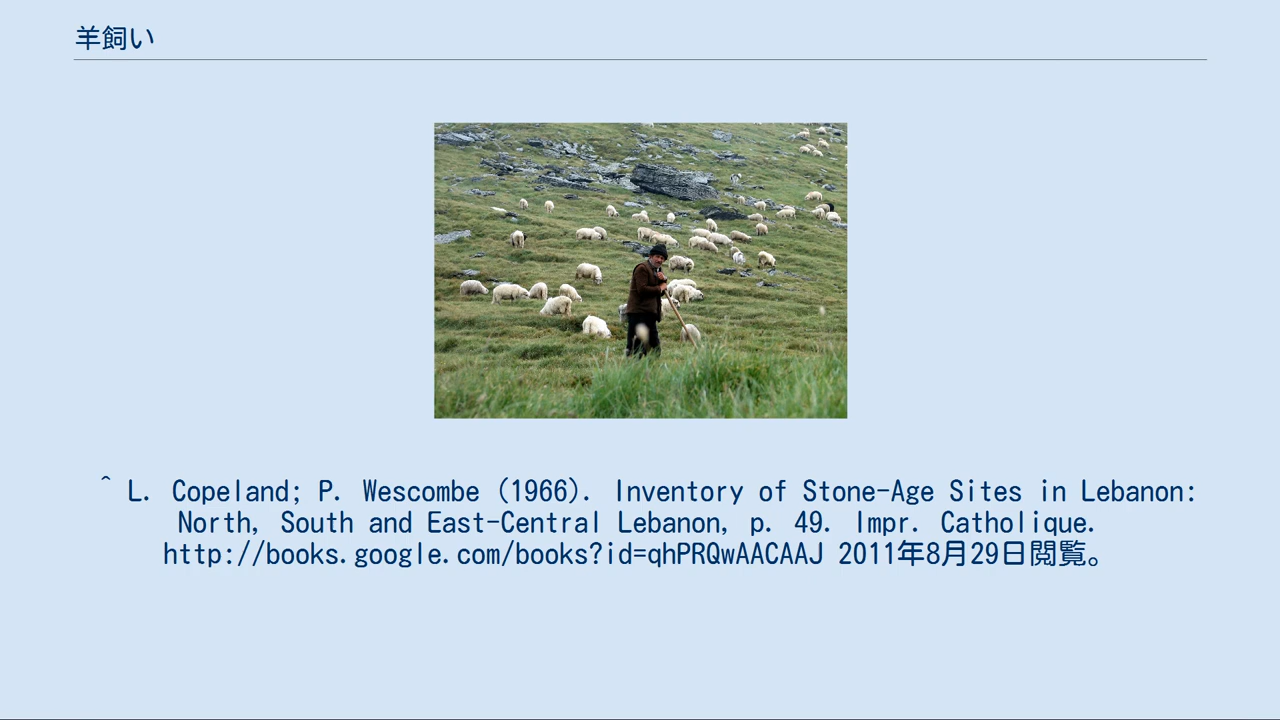 羊飼い
^ L. Copeland; P. Wescombe (1966). Inventory of Stone-Age Sites in Lebanon:
North, South and East-Central Lebanon, p. 49. Impr. Catholique.
http://books.google.com/books?id=qhPRQwAACAAJ 2011年8月29日閲覧。